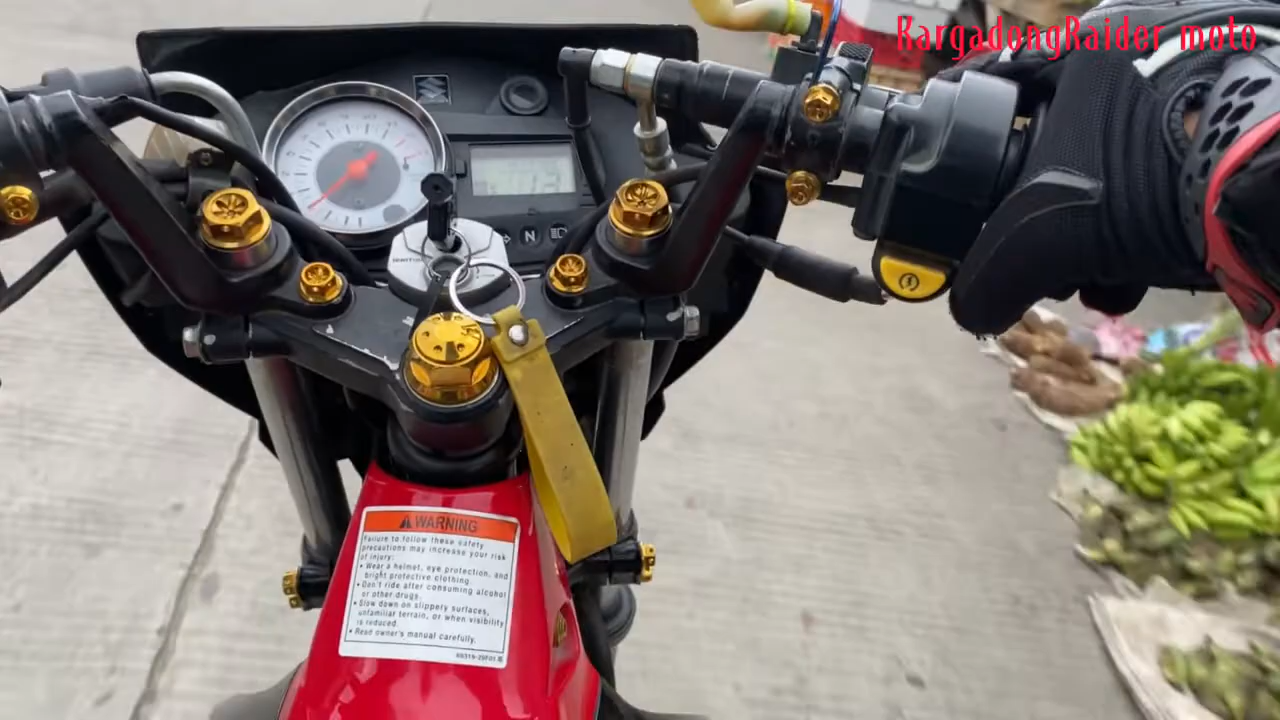 KargadongRaider moto
N
WARNING
Failure to follow these safety
precautions may increase your risk
of injury:
• Wear a helmet, eye protection, and
bright protective clothing.
• Don't ride after consuming alcohol
or other drugs.
• Slow down on slippery surfaces,
unfamiliar terrain, or when visibility
is reduced.
• Read owner's manual carefully.